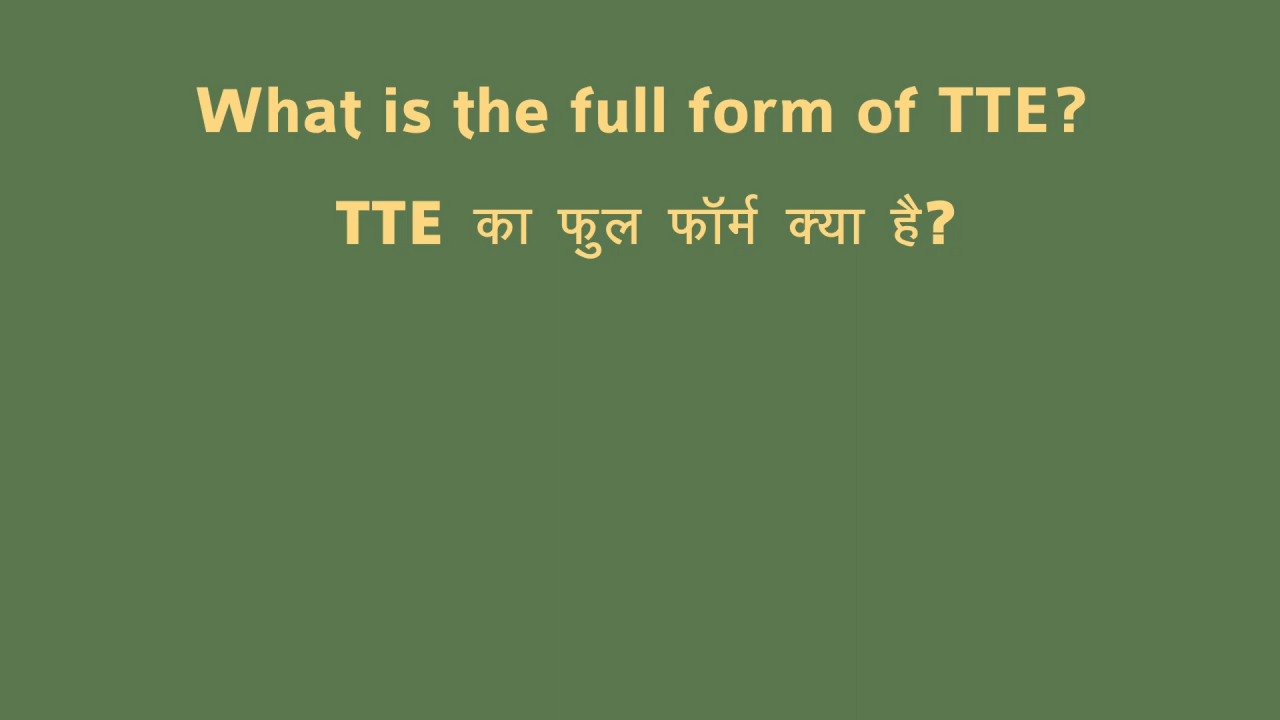 What is the full form of TTE?
TTE का फुल फॉर्म क्या है?